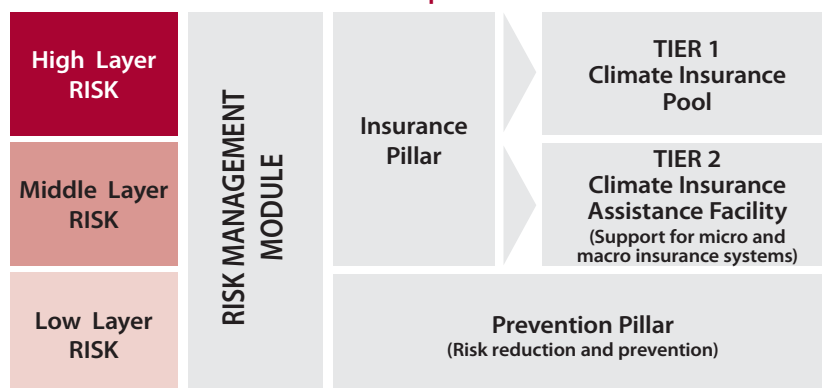 High Layer
RISK
Middle Layer
RISK
Low Layer
RISK
RISK MANAGEMENT
MODULE
Insurance
Pillar
TIER 1
Climate Insurance
Pool
TIER 2
Climate Insurance
Assistance Facility
(Support for micro and
macro insurance systems)
Prevention Pillar
(Risk reduction and prevention)